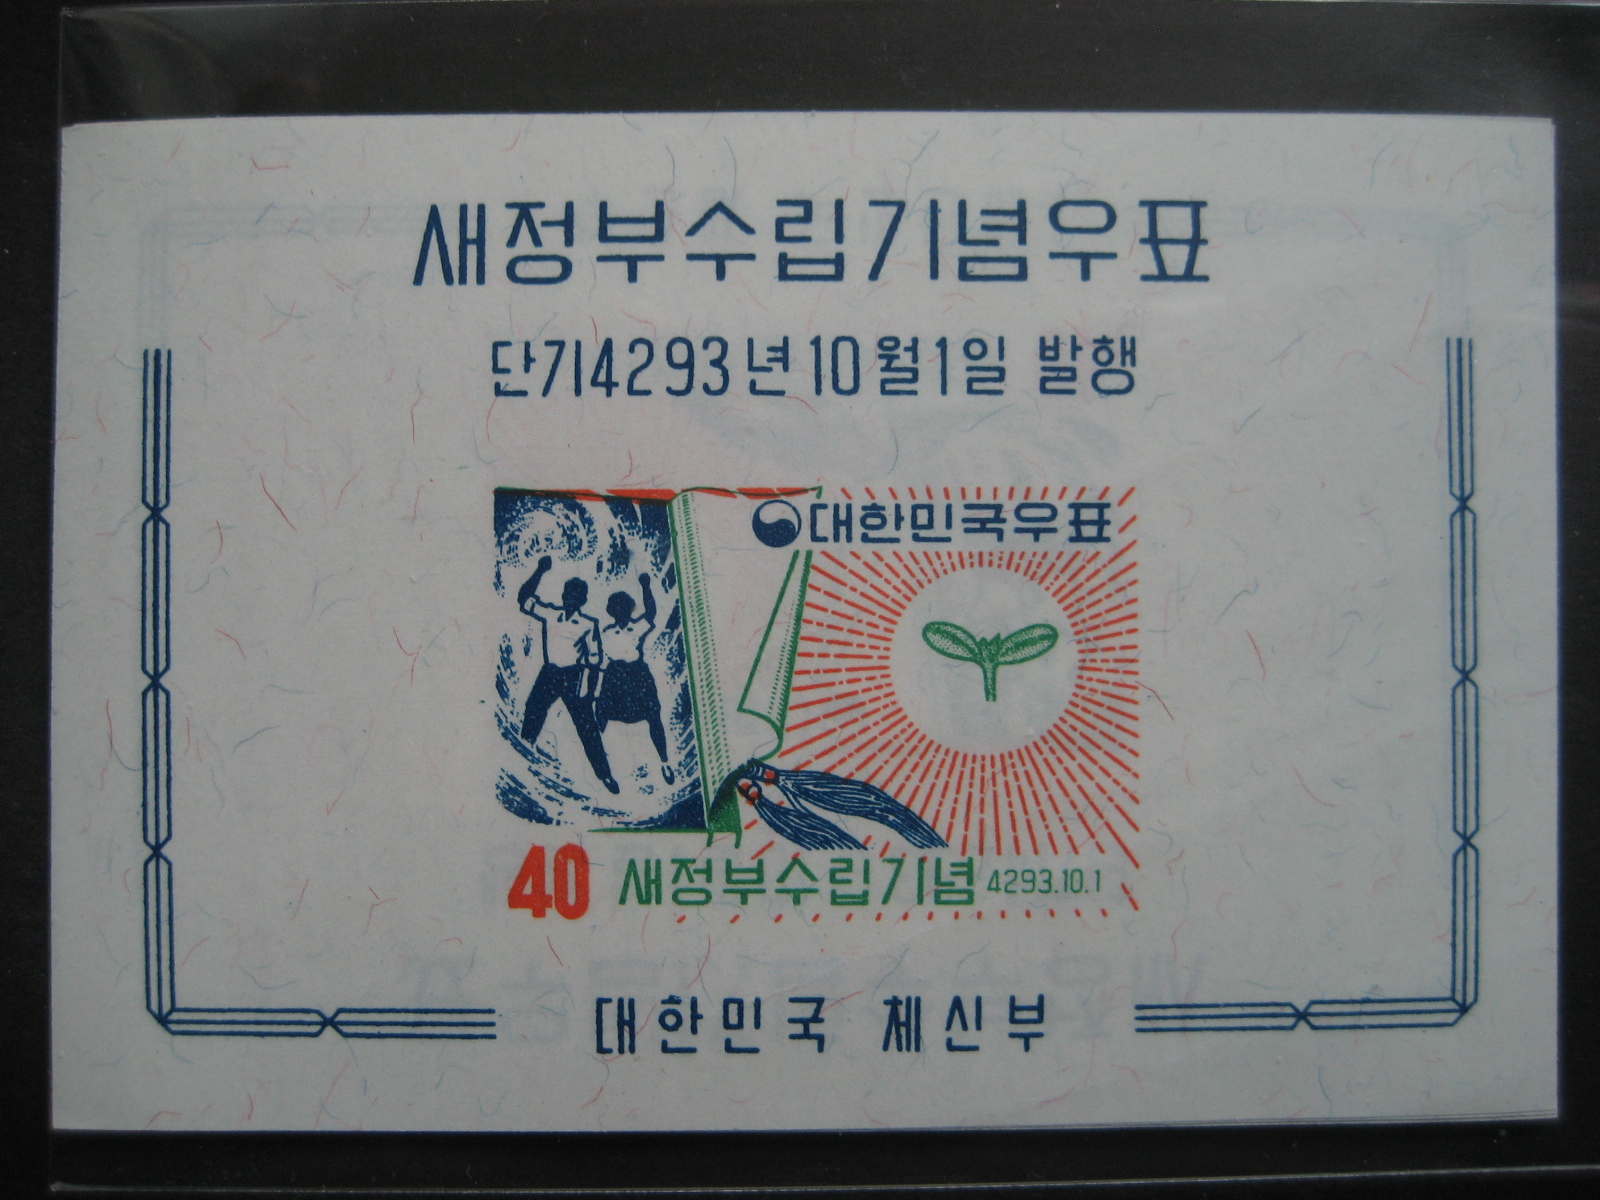 새정부수립기념우표
단기4293년10월1일 발행
대한민국우표
40 새정부수립기념 4293.10.1
대한민국 체신부